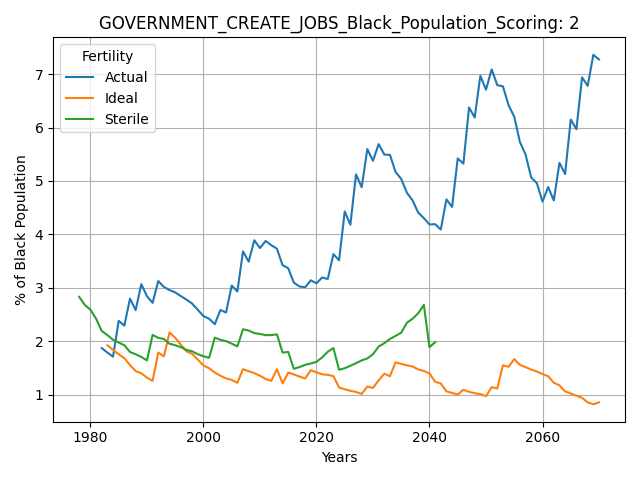 GOVERNMENT_CREATE_JOBS_Black_Population_Scoring: 2
Fertility
Actual
Ideal
Sterile
% of Black Population
7
6
5
4
3
2
1
1980
2000
2020
2040
2060
Years